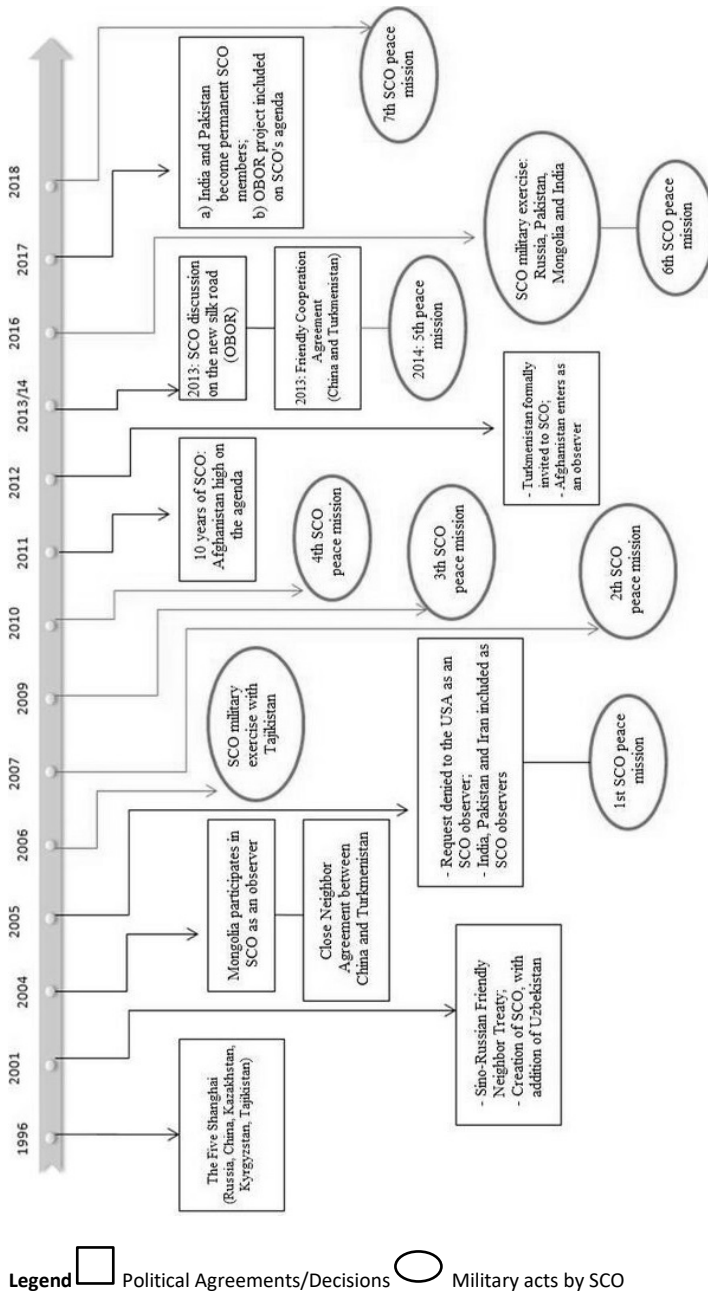 1996
2001
2004
2005
2006
2007
2009
2010
2011
2012
2013/14
2016
2017
2018
The Five Shanghai
(Russia, China, Kazakhstan,
Kyrgyzstan, Tajikistan)
- Sino-Russian Friendly
Neighbor Treaty;
- Creation of SCO, with
addition of Uzbekistan
Mongolia participates in
SCO as an observer
Close Neighbor
Agreement between
China and Turkmenistan
- Request denied to the USA as an
SCO observer;
- India, Pakistan and Iran included as
SCO observers
1st SCO peace
mission
SCO military
exercise with
Tajikistan
2th SCO
peace mission
3th SCO
peace mission
4th SCO
peace mission
10 years of SCO:
Afghanistan high on
the agenda
- Turkmenistan formally
invited to SCO;
- Afghanistan enters as
an observer
2013: SCO discussion
on the new silk road
(OBOR)
2013: Friendly Cooperation
Agreement
(China and Turkmenistan)
2014: 5th peace
mission
SCO military exercise:
Russia, Pakistan,
Mongolia and India
6th SCO peace
mission
a) India and Pakistan
become permanent SCO
members;
b) OBOR project included
on SCO's agenda
7th SCO peace
mission
Legend Political Agreements/Decisions Military acts by SCO